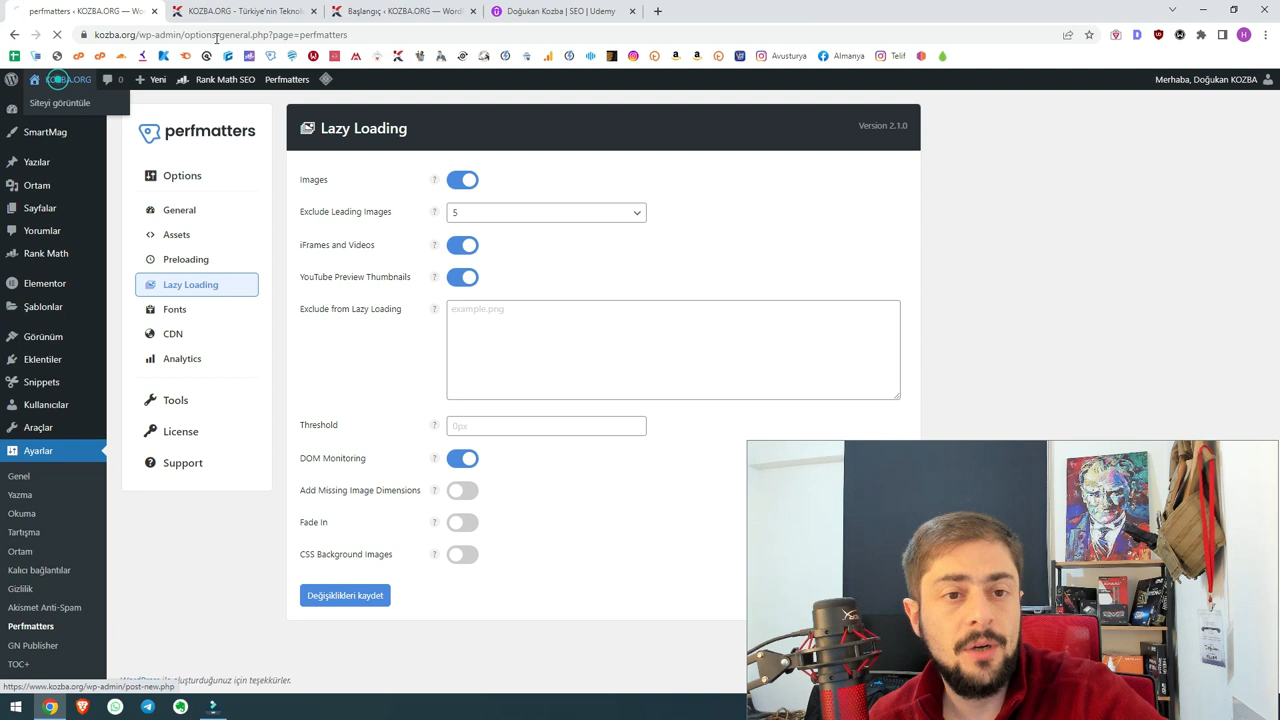 perfmatters ‹ KOZBA.ORG — Wor
KOZBA.ORG - Türkiye'nin Teknol
Başlangıç ‹ KOZBA.ORG — WordPr
Doğukan Kozba | SEO | Udemy
kozba.org/wp-admin/options-general.php?page=perfmatters
Avusturya
Almanya
Telif
KOZBA.ORG
0
Yeni
Rank Math SEO
Perfmatters
Merhaba, Doğukan KOZBA
Siteyi görüntüle
SmartMag
Yazılar
Ortam
Sayfalar
Yorumlar
Rank Math
Elementor
Şablonlar
Görünüm
Eklentiler
Snippets
Kullanıcılar
Araçlar
Ayarlar
Genel
Yazma
Okuma
Tartışma
Ortam
Kalıcı bağlantılar
Gizlilik
Akismet Anti-Spam
Perfmatters
GN Publisher
TOC+
perfmatters
Options
General
Assets
Preloading
Lazy Loading
Fonts
CDN
Analytics
Tools
License
Support
Lazy Loading
Version 2.1.0
Images ?
Exclude Leading Images ? 5
iFrames and Videos ?
YouTube Preview Thumbnails ?
Exclude from Lazy Loading ? example.png
Threshold ? 0px
DOM Monitoring ?
Add Missing Image Dimensions ?
Fade In ?
CSS Background Images ?
Değişiklikleri kaydet
oluşturduğunuz için teşekkürler.
https://www.kozba.org/wp-admin/post-new.php